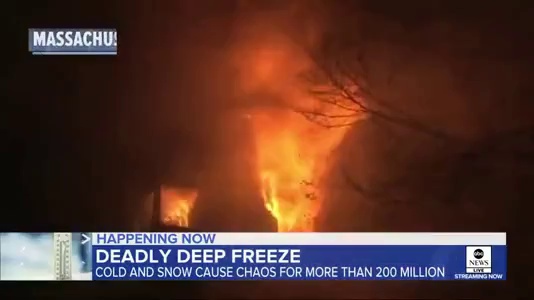 MASSACHUS
HAPPENING NOW
DEADLY DEEP FREEZE
COLD AND SNOW CAUSE CHAOS FOR MORE THAN 200 MILLION
abc
NEWS
LIVE
STREAMING NOW